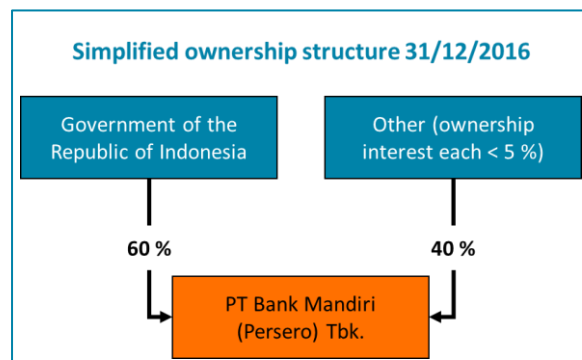 Simplified ownership structure 31/12/2016
Government of the
Republic of Indonesia
Other (ownership
interest each < 5 %)
60 %
40 %
PT Bank Mandiri
(Persero) Tbk.